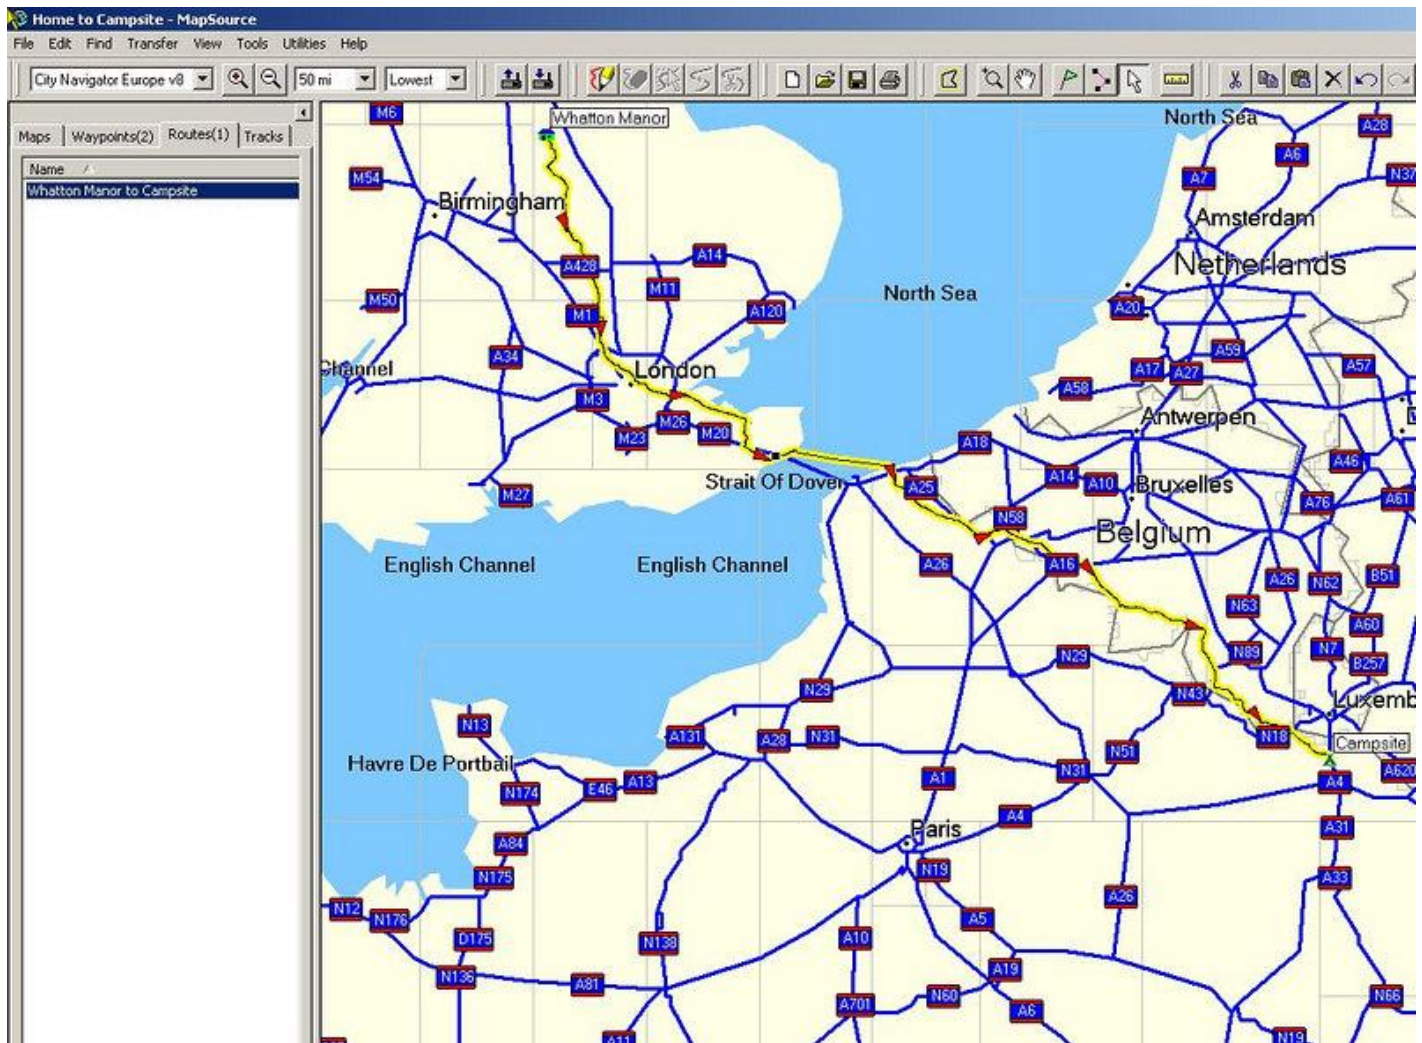 Home to Campsite - MapSource
File Edit Find Transfer View Tools Utilities Help
City Navigator Europe v8 50 mi Lowest
Maps Waypoints(2) Routes(1) Tracks
Name
Whatton Manor to Campsite
Whatton Manor
North Sea
M6
A28
A6
M54
A7
N37
Birmingham
Amsterdam
A428
A14
Netherlands
M11
North Sea
M50
A20
M1
A120
A34
A59
A57
Channel
London
A17
A27
A58
M3
M26
Antwerpen
M23
M20
A18
A46
Strait Of Dover
A25
A14
A10
Bruxelles
M27
A76
A61
N58
Belgium
English Channel
English Channel
A26
A16
A26
N62
B51
N63
A60
N29
N89
N7
B257
N29
N43
Luxemb
N13
A131
A28
N31
N18
Campsite
N51
Havre De Portbail
N31
A620
E46
A13
A1
A4
N174
A4
Paris
A31
A84
N175
N19
A33
A26
N12
N176
A5
D175
N138
A10
N136
A81
A19
A701
N60
A6
N66
A11
N19